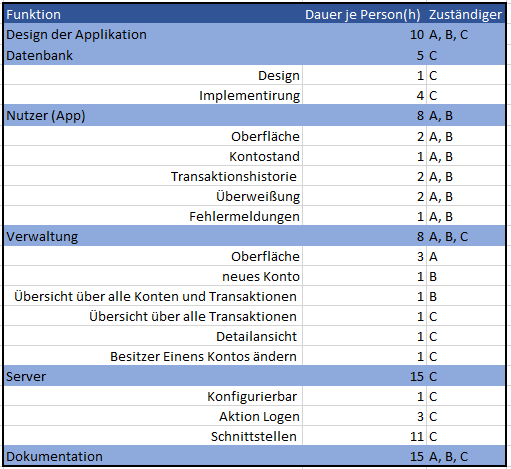 Funktion Dauer je Person(h) Zuständiger
Design der Applikation 10 A, B, C
Datenbank 5 C
Design 1 C
Implementirung 4 C
Nutzer (App) 8 A, B
Oberfläche 2 A, B
Kontostand 1 A, B
Transaktionshistorie 2 A, B
Überweißung 2 A, B
Fehlermeldungen 1 A, B
Verwaltung 8 A, B, C
Oberfläche 3 A
neues Konto 1 B
Übersicht über alle Konten und Transaktionen 1 B
Übersicht über alle Transaktionen 1 C
Detailansicht 1 C
Besitzer Einens Kontos ändern 1 C
Server 15 C
Konfigurierbar 1 C
Aktion Logen 3 C
Schnittstellen 11 C
Dokumentation 15 A, B, C